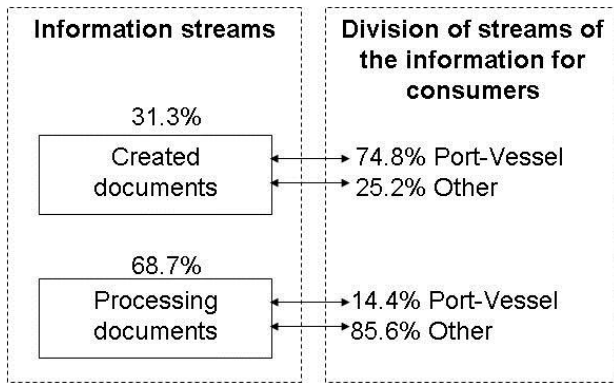 Information streams
31.3%
Created
documents
68.7%
Processing
documents
Division of streams of
the information for
consumers
74.8% Port-Vessel
25.2% Other
14.4% Port-Vessel
85.6% Other